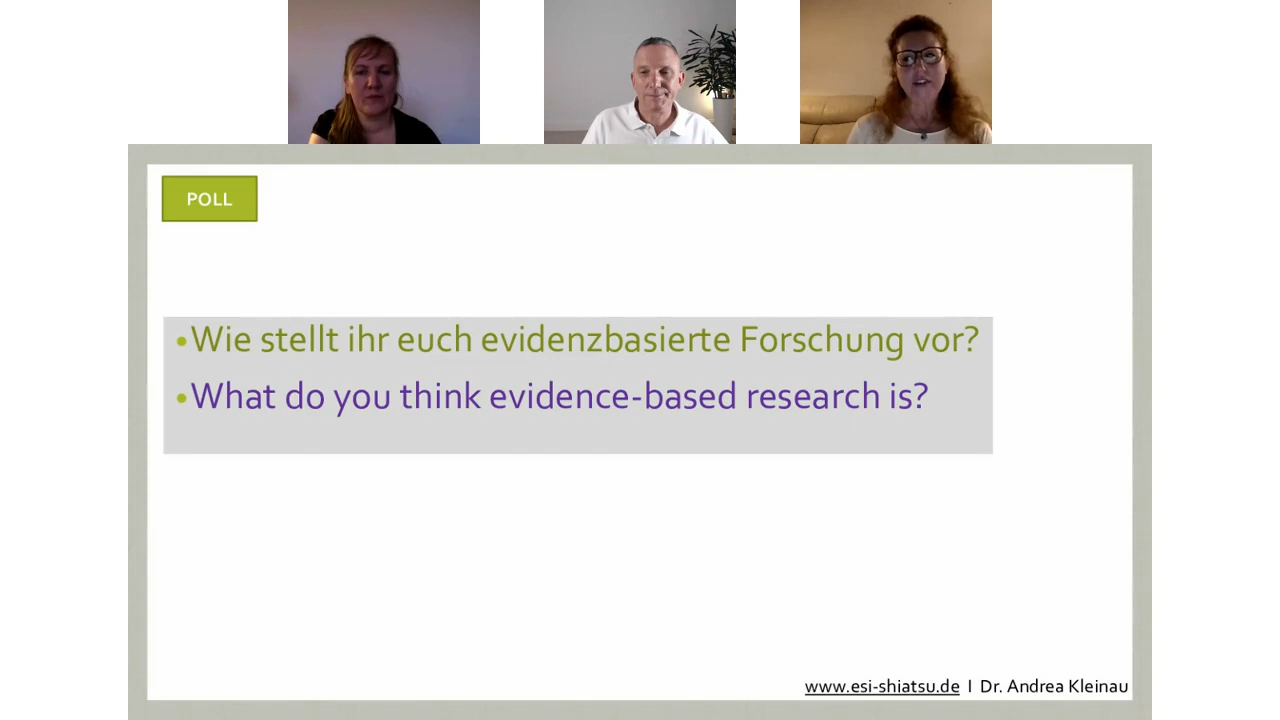 POLL
•Wie stellt ihr euch evidenzbasierte Forschung vor?
•What do you think evidence-based research is?
www.esi-shiatsu.de I Dr. Andrea Kleinau